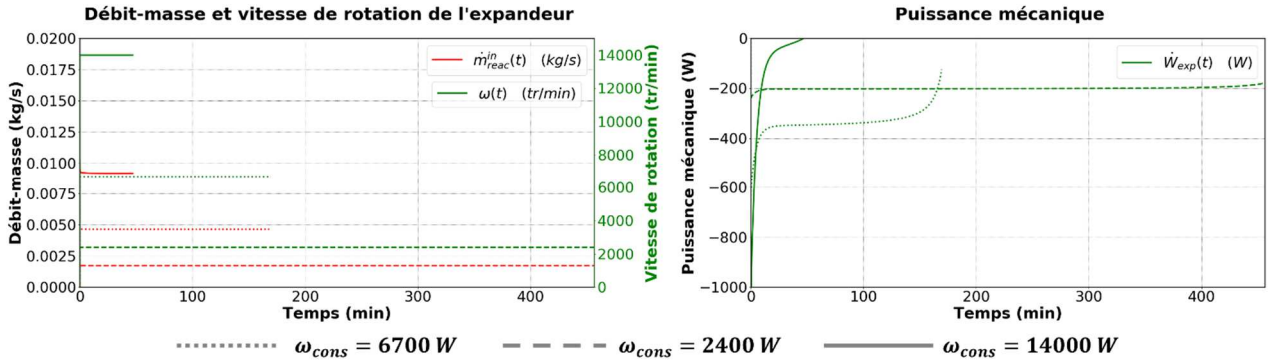 Débit-masse et vitesse de rotation de l'expandeur
0.0200
0.0175
0.0150
0.0125
0.0100
0.0075
0.0050
0.0025
0.0000
Débit-masse (kg/s)
ṁ_reac^in(t) (kg/s)
ω(t) (tr/min)
14000
12000
10000
8000
6000
4000
2000
0
Vitesse de rotation (tr/min)
0 100 200 300 400
Temps (min)
Puissance mécanique
0
−200
−400
−600
−800
−1000
Puissance mécanique (W)
Ẇ_exp(t) (W)
0 100 200 300 400
Temps (min)
ω_cons = 6700 W ω_cons = 2400 W ω_cons = 14000 W